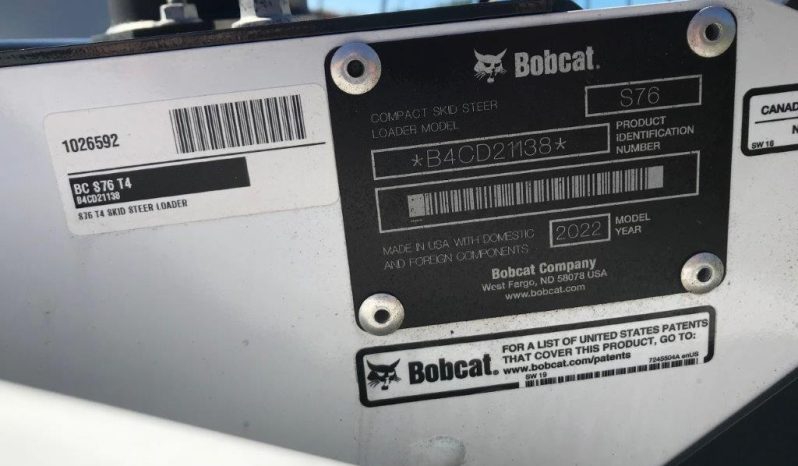 1026592
BC S76 T4
B4CD21138
S76 T4 SKID STEER LOADER
Bobcat.
COMPACT SKID STEER
LOADER MODEL
S76
*B4CD21138*
PRODUCT
IDENTIFICATION
NUMBER
MADE IN USA WITH DOMESTIC
AND FOREIGN COMPONENTS
2022
MODEL
YEAR
Bobcat Company
West Fargo, ND 58078 USA
www.bobcat.com
Bobcat.
FOR A LIST OF UNITED STATES PATENTS
THAT COVER THIS PRODUCT, GO TO:
www.bobcat.com/patents
7245504A enUS
SW 19
CANAD
N
SW 16